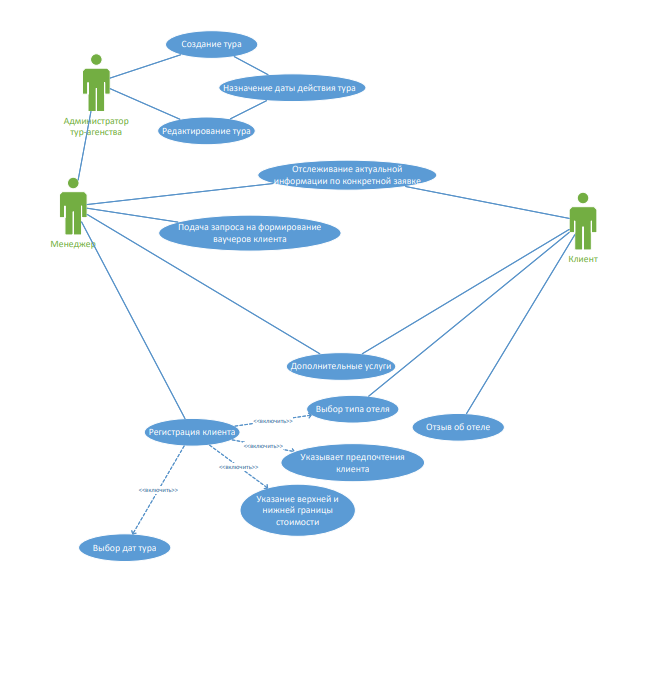 Создание тура
Назначение даты действия тура
Администратор
тур-агенства
Редактирование тура
Отслеживание актуальной
информации по конкретной заявке
Подача запроса на формирование
ваучеров клиента
Менеджер
Клиент
Дополнительные услуги
Выбор типа отеля
<<включить>>
Отзыв об отеле
Регистрация клиента
<<включить>>
Указывает предпочтения
клиента
<<включить>>
<<включить>>
Указание верхней и
нижней границы
стоимости
Выбор дат тура